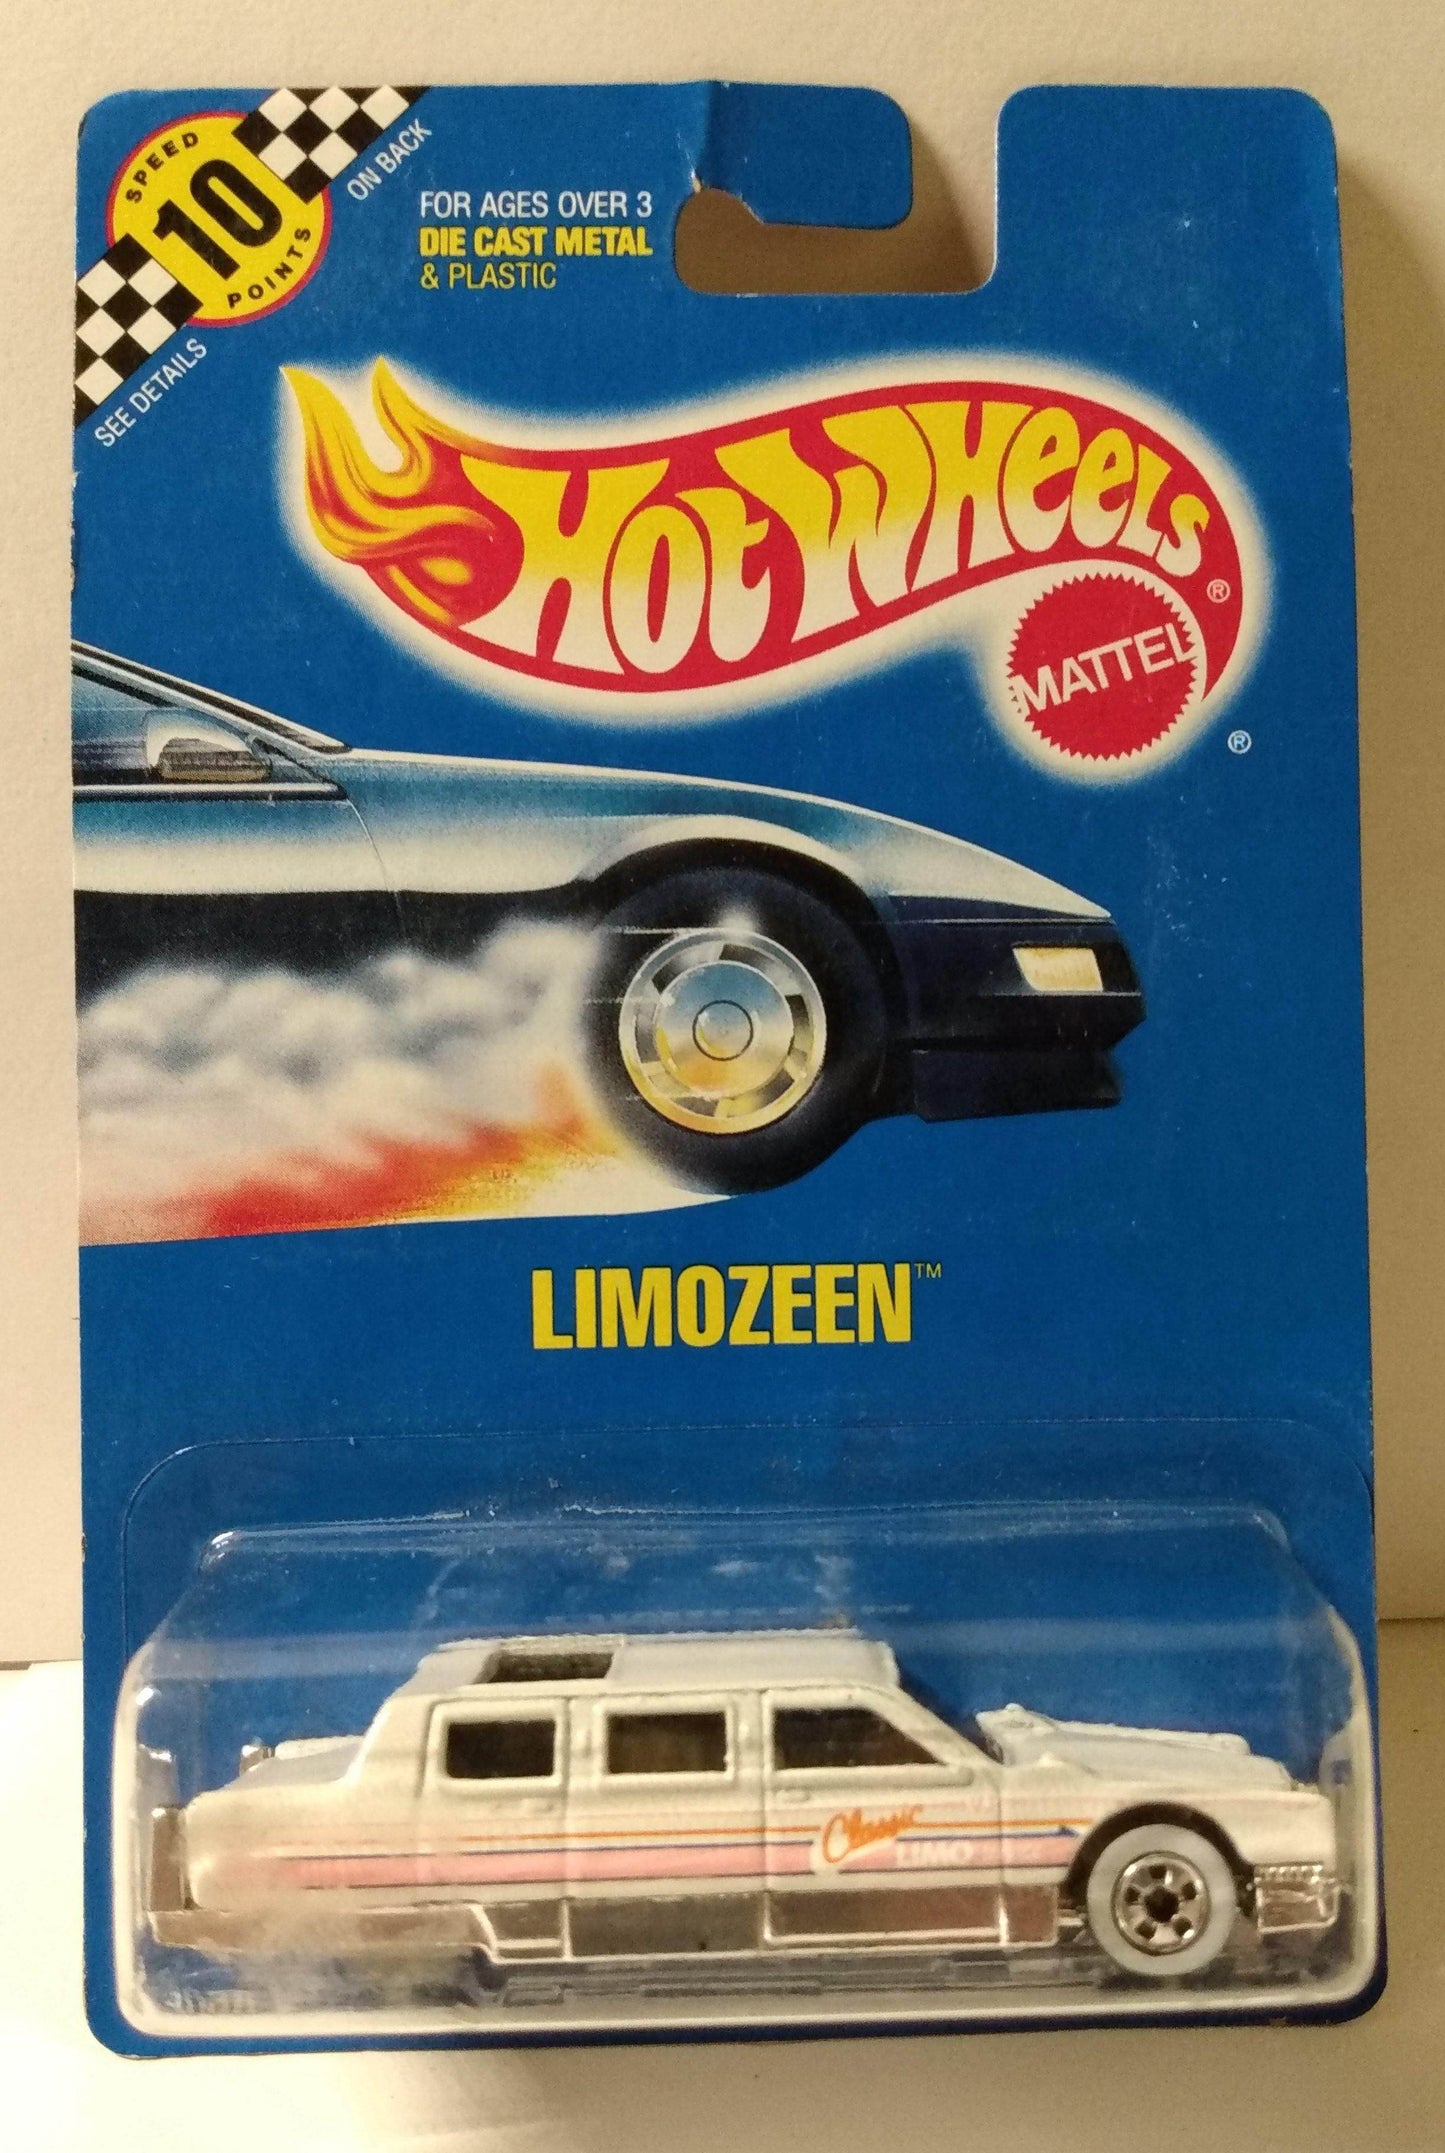 SPEED
10
POINTS
ON BACK
SEE DETAILS
FOR AGES OVER 3
DIE CAST METAL
& PLASTIC
Hot Wheels ®
MATTEL
®
LIMOZEEN™
Classic
LIMO